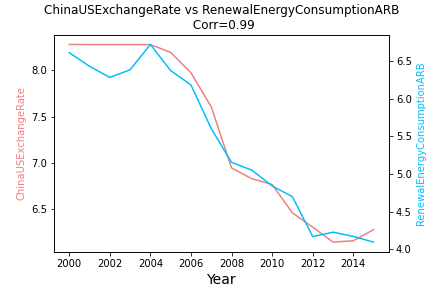 ChinaUSExchangeRate vs RenewalEnergyConsumptionARB
Corr=0.99
8.0
7.5
7.0
6.5
ChinaUSExchangeRate
6.5
6.0
5.5
5.0
4.5
4.0
RenewalEnergyConsumptionARB
2000 2002 2004 2006 2008 2010 2012 2014
Year